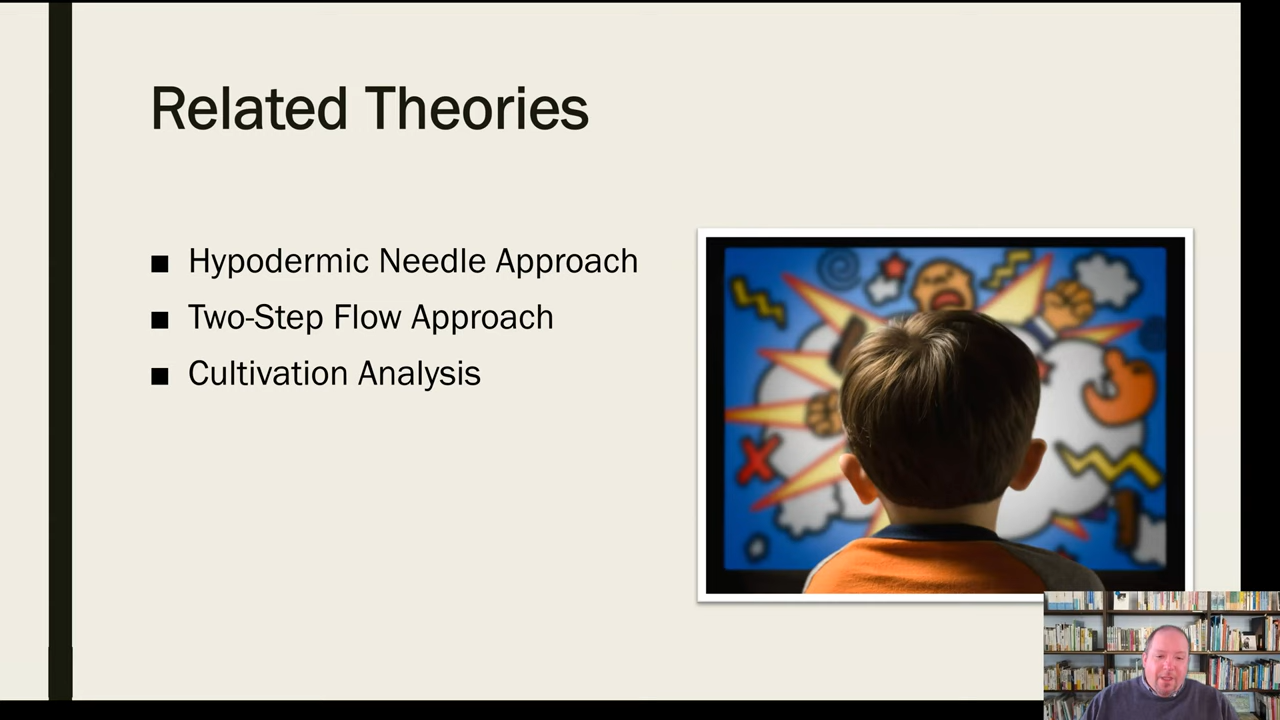 Related Theories
Hypodermic Needle Approach
Two-Step Flow Approach
Cultivation Analysis